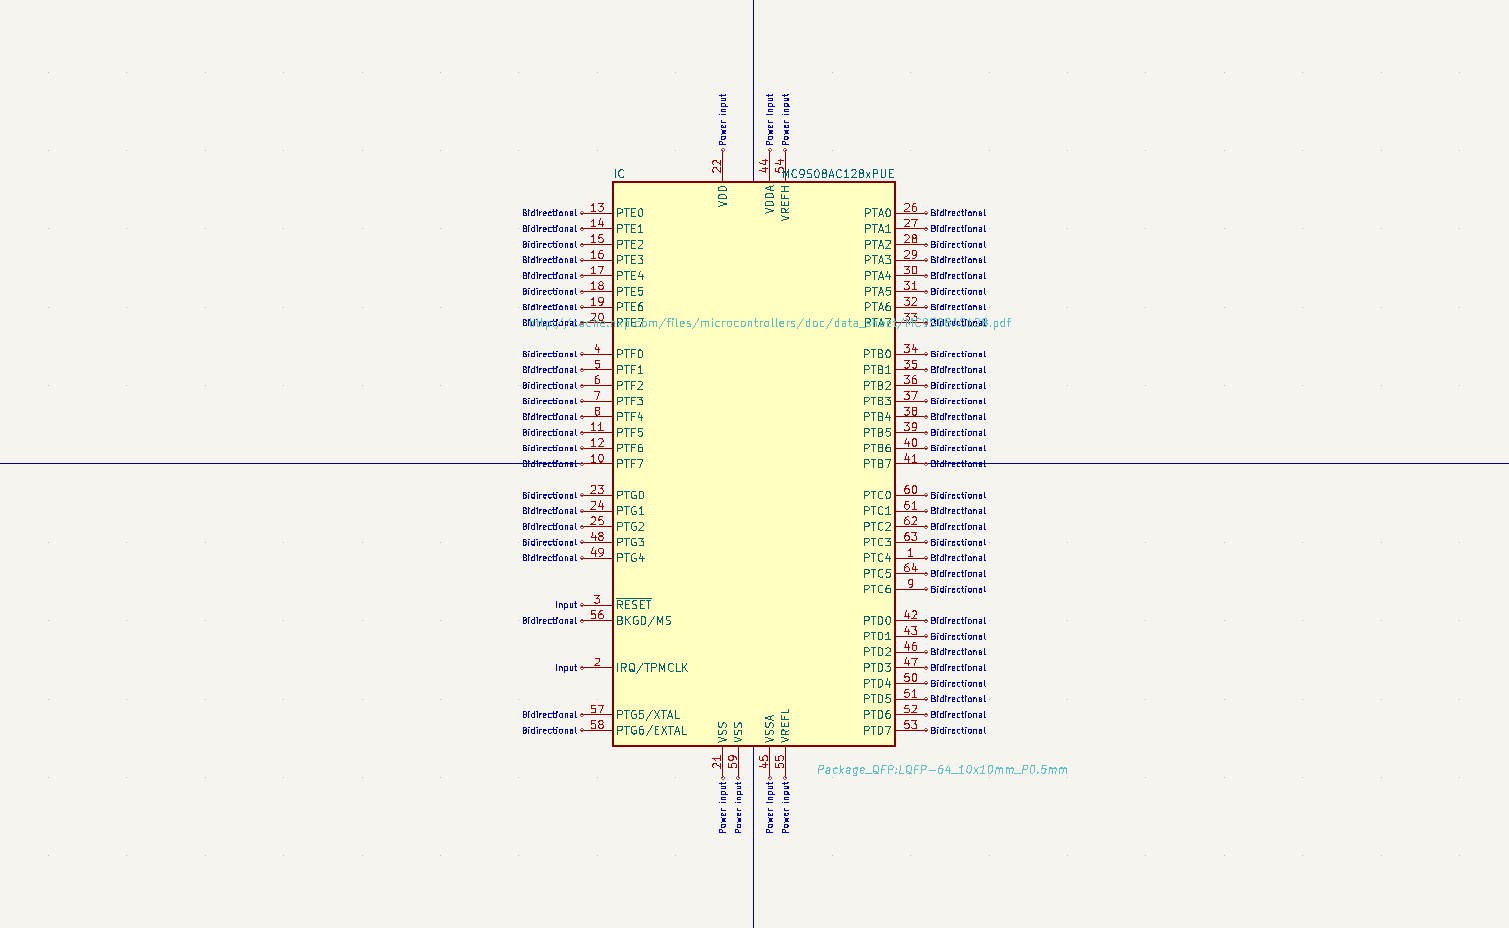 Power input
Power input
Power input
22
44
54
IC
MC9S08AC128xPUE
VDD
VDDA
VREFH
Bidirectional 13 PTE0
PTA0 26 Bidirectional
Bidirectional 14 PTE1
PTA1 27 Bidirectional
Bidirectional 15 PTE2
PTA2 28 Bidirectional
Bidirectional 16 PTE3
PTA3 29 Bidirectional
Bidirectional 17 PTE4
PTA4 30 Bidirectional
Bidirectional 18 PTE5
PTA5 31 Bidirectional
Bidirectional 19 PTE6
PTA6 32 Bidirectional
Bidirectional 20 PTE7
PTA7 33 Bidirectional
Bidirectional 4 PTF0
PTB0 34 Bidirectional
Bidirectional 5 PTF1
PTB1 35 Bidirectional
Bidirectional 6 PTF2
PTB2 36 Bidirectional
Bidirectional 7 PTF3
PTB3 37 Bidirectional
Bidirectional 8 PTF4
PTB4 38 Bidirectional
Bidirectional 11 PTF5
PTB5 39 Bidirectional
Bidirectional 12 PTF6
PTB6 40 Bidirectional
Bidirectional 10 PTF7
PTB7 41 Bidirectional
Bidirectional 23 PTG0
PTC0 60 Bidirectional
Bidirectional 24 PTG1
PTC1 61 Bidirectional
Bidirectional 25 PTG2
PTC2 62 Bidirectional
Bidirectional 48 PTG3
PTC3 63 Bidirectional
Bidirectional 49 PTG4
PTC4 1 Bidirectional
PTC5 64 Bidirectional
PTC6 9 Bidirectional
Input 3 RESET
Bidirectional 56 BKGD/MS
PTD0 42 Bidirectional
PTD1 43 Bidirectional
PTD2 46 Bidirectional
Input 2 IRQ/TPMCLK
PTD3 47 Bidirectional
PTD4 50 Bidirectional
PTD5 51 Bidirectional
Bidirectional 57 PTG5/XTAL
PTD6 52 Bidirectional
Bidirectional 58 PTG6/EXTAL
PTD7 53 Bidirectional
VSS
VSS
VSSA
VREFL
21
59
45
55
Package_QFP:LQFP-64_10x10mm_P0.5mm
Power input
Power input
Power input
Power input